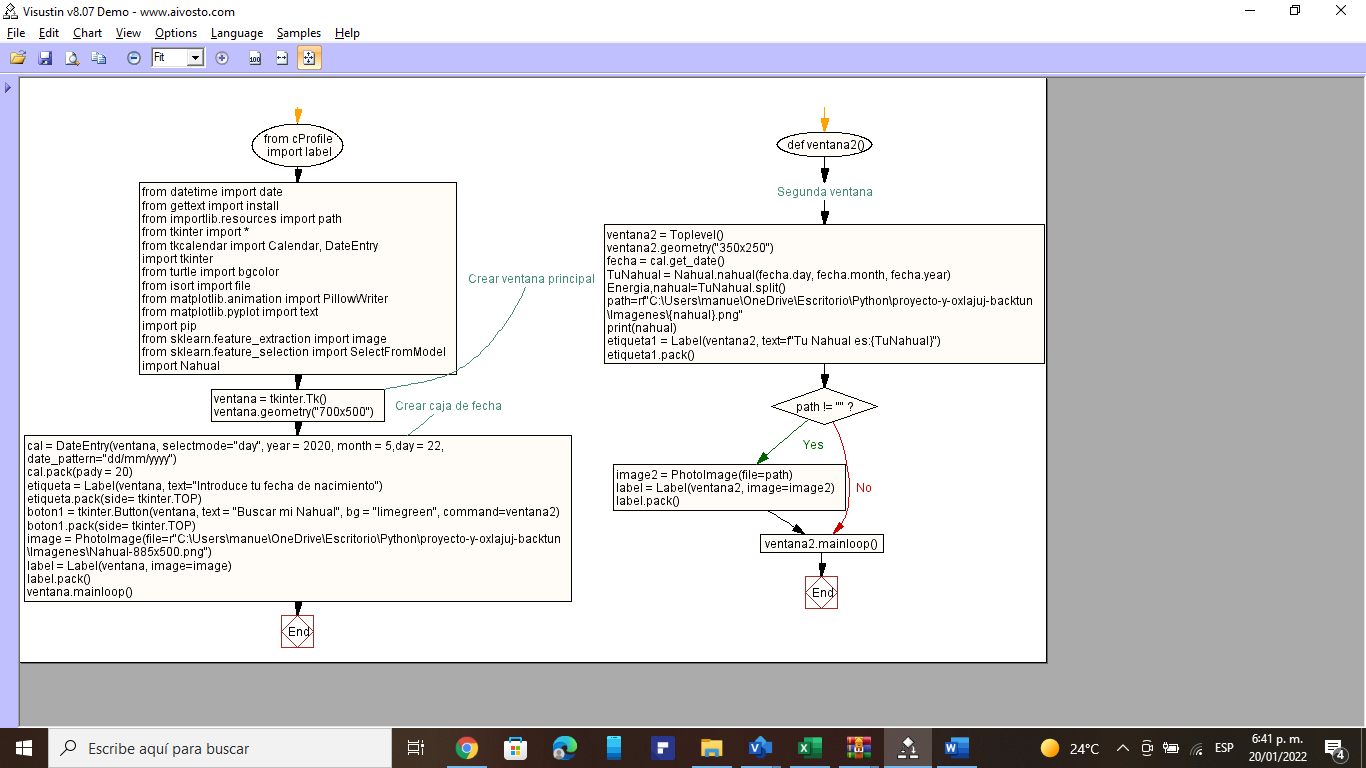 Visustin v8.07 Demo - www.aivosto.com
File Edit Chart View Options Language Samples Help
Fit
100
from cProfile
import label
from datetime import date
from gettext import install
from importlib.resources import path
from tkinter import *
from tkcalendar import Calendar, DateEntry
import tkinter
from turtle import bgcolor
from isort import file
from matplotlib.animation import PillowWriter
from matplotlib.pyplot import text
import pip
from sklearn.feature_extraction import image
from sklearn.feature_selection import SelectFromModel
import Nahual
Crear ventana principal
ventana = tkinter.Tk()
ventana.geometry("700x500")
Crear caja de fecha
cal = DateEntry(ventana, selectmode="day", year = 2020, month = 5,day = 22,
date_pattern="dd/mm/yyyy")
cal.pack(pady = 20)
etiqueta = Label(ventana, text="Introduce tu fecha de nacimiento")
etiqueta.pack(side= tkinter.TOP)
boton1 = tkinter.Button(ventana, text = "Buscar mi Nahual", bg = "limegreen", command=ventana2)
boton1.pack(side= tkinter.TOP)
image = PhotoImage(file=r"C:\Users\manue\OneDrive\Escritorio\Python\proyecto-y-oxlajuj-backtun
\Imagenes\Nahual-885x500.png")
label = Label(ventana, image=image)
label.pack()
ventana.mainloop()
End
def ventana2()
Segunda ventana
ventana2 = Toplevel()
ventana2.geometry("350x250")
fecha = cal.get_date()
TuNahual = Nahual.nahual(fecha.day, fecha.month, fecha.year)
Energia,nahual=TuNahual.split()
path=rf"C:\Users\manue\OneDrive\Escritorio\Python\proyecto-y-oxlajuj-backtun
\Imagenes\{nahual}.png"
print(nahual)
etiqueta1 = Label(ventana2, text=f"Tu Nahual es:{TuNahual}")
etiqueta1.pack()
path != "" ?
Yes
image2 = PhotoImage(file=path)
label = Label(ventana2, image=image2)
label.pack()
No
ventana2.mainloop()
End
Escribe aquí para buscar
24°C
ESP
6:41 p. m.
20/01/2022
4